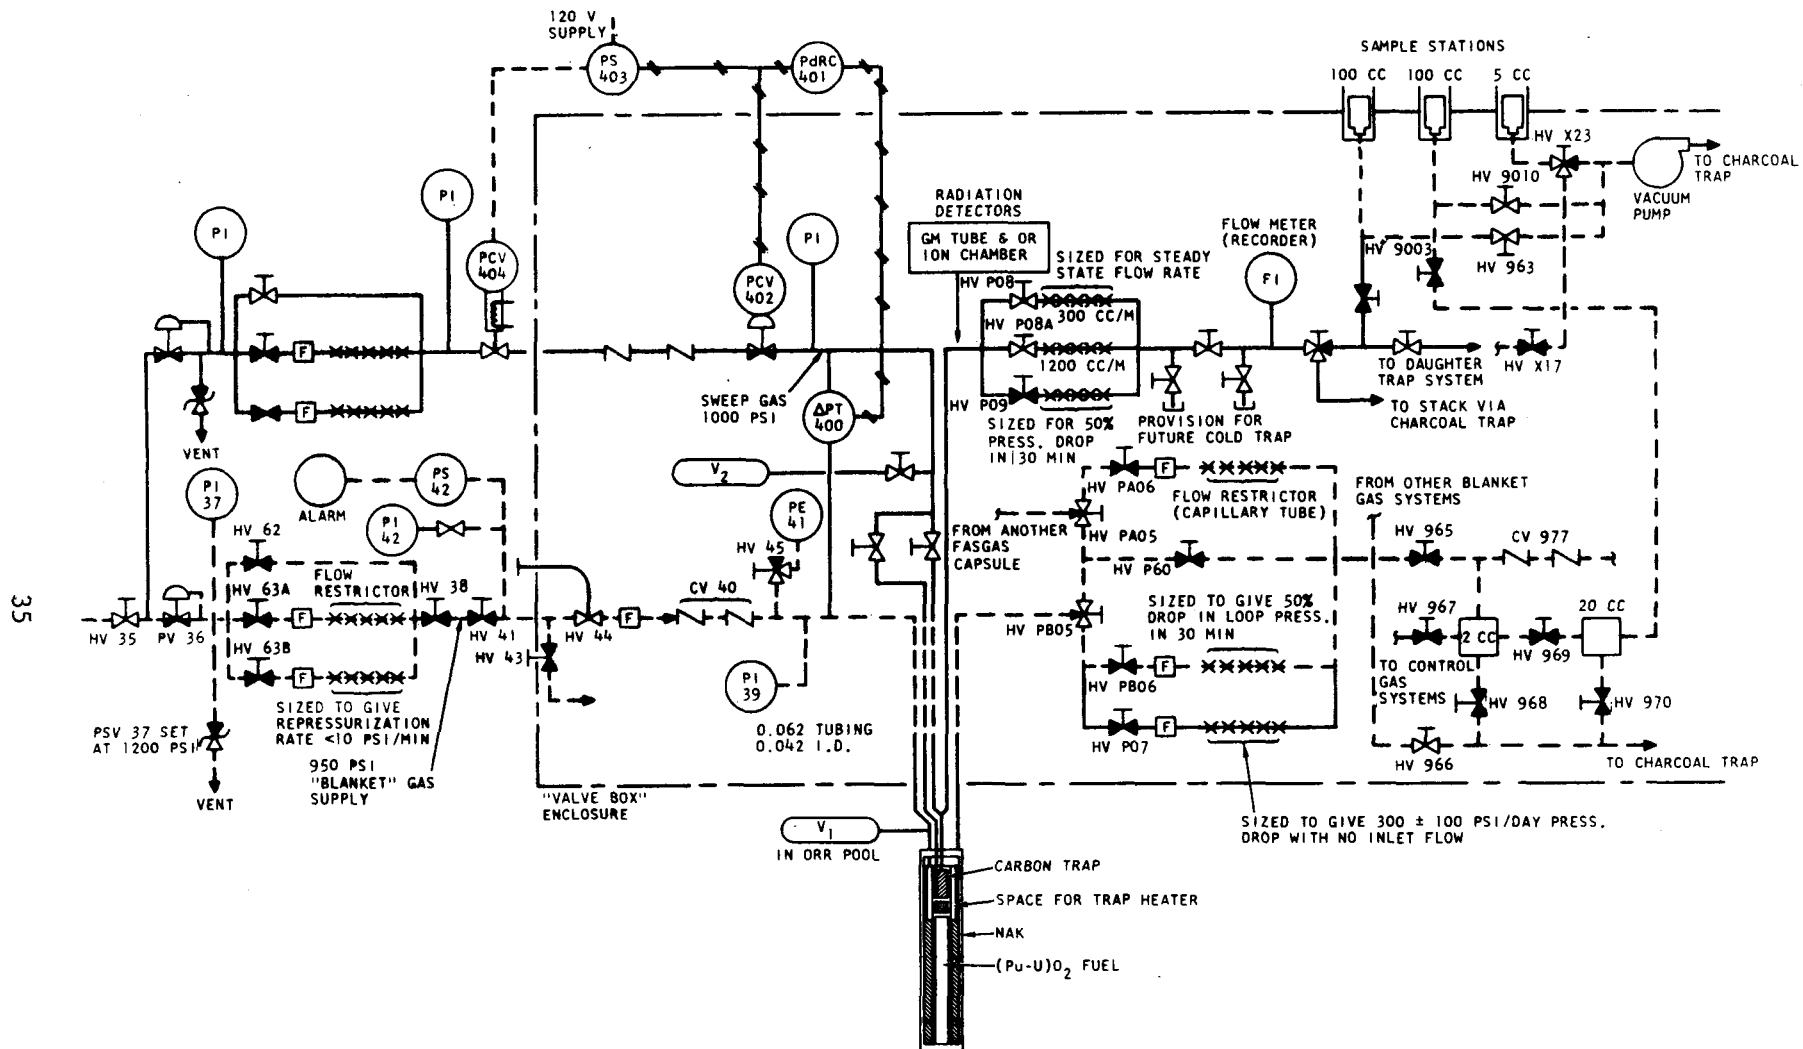 120 V
SUPPLY
PS
403
PdRC
401
SAMPLE STATIONS
100 CC
100 CC
5 CC
HV X23
TO CHARCOAL
TRAP
VACUUM
PUMP
HV 9010
HV 9003
HV 963
PI
PI
PCV
404
PCV
402
PI
RADIATION
DETECTORS
GM TUBE & OR
ION CHAMBER
SIZED FOR STEADY
STATE FLOW RATE
FLOW METER
(RECORDER)
FI
HV P08
300 CC/M
HV P08A
1200 CC/M
HV P09
SIZED FOR 50%
PRESS. DROP
IN 30 MIN
PROVISION FOR
FUTURE COLD TRAP
TO DAUGHTER
TRAP SYSTEM
HV X17
TO STACK VIA
CHARCOAL TRAP
F
F
VENT
SWEEP GAS
1000 PSI
ΔPT
400
V2
PI
37
ALARM
PS
42
PI
42
PE
41
HV 45
HV 62
FLOW
RESTRICTOR
HV 63A
F
HV 38
HV 63B
F
HV 35
PV 36
HV 41
HV 43
HV 44
F
CV 40
PI
39
0.062 TUBING
0.042 I.D.
SIZED TO GIVE
REPRESSURIZATION
RATE <10 PSI/MIN
PSV 37 SET
AT 1200 PSI
VENT
950 PSI
"BLANKET" GAS
SUPPLY
"VALVE BOX"
ENCLOSURE
FROM ANOTHER
FASGAS
CAPSULE
HV PA06
F
FLOW RESTRICTOR
(CAPILLARY TUBE)
HV PA05
HV P60
HV PB05
SIZED TO GIVE 50%
DROP IN LOOP PRESS.
IN 30 MIN
HV PB06
F
HV P07
F
FROM OTHER BLANKET
GAS SYSTEMS
HV 965
CV 977
HV 967
2 CC
HV 969
20 CC
TO CONTROL
GAS
SYSTEMS
HV 968
HV 970
HV 966
TO CHARCOAL TRAP
SIZED TO GIVE 300 ± 100 PSI/DAY PRESS.
DROP WITH NO INLET FLOW
V1
IN ORR POOL
CARBON TRAP
SPACE FOR TRAP HEATER
NAK
(Pu-U)O2 FUEL
35